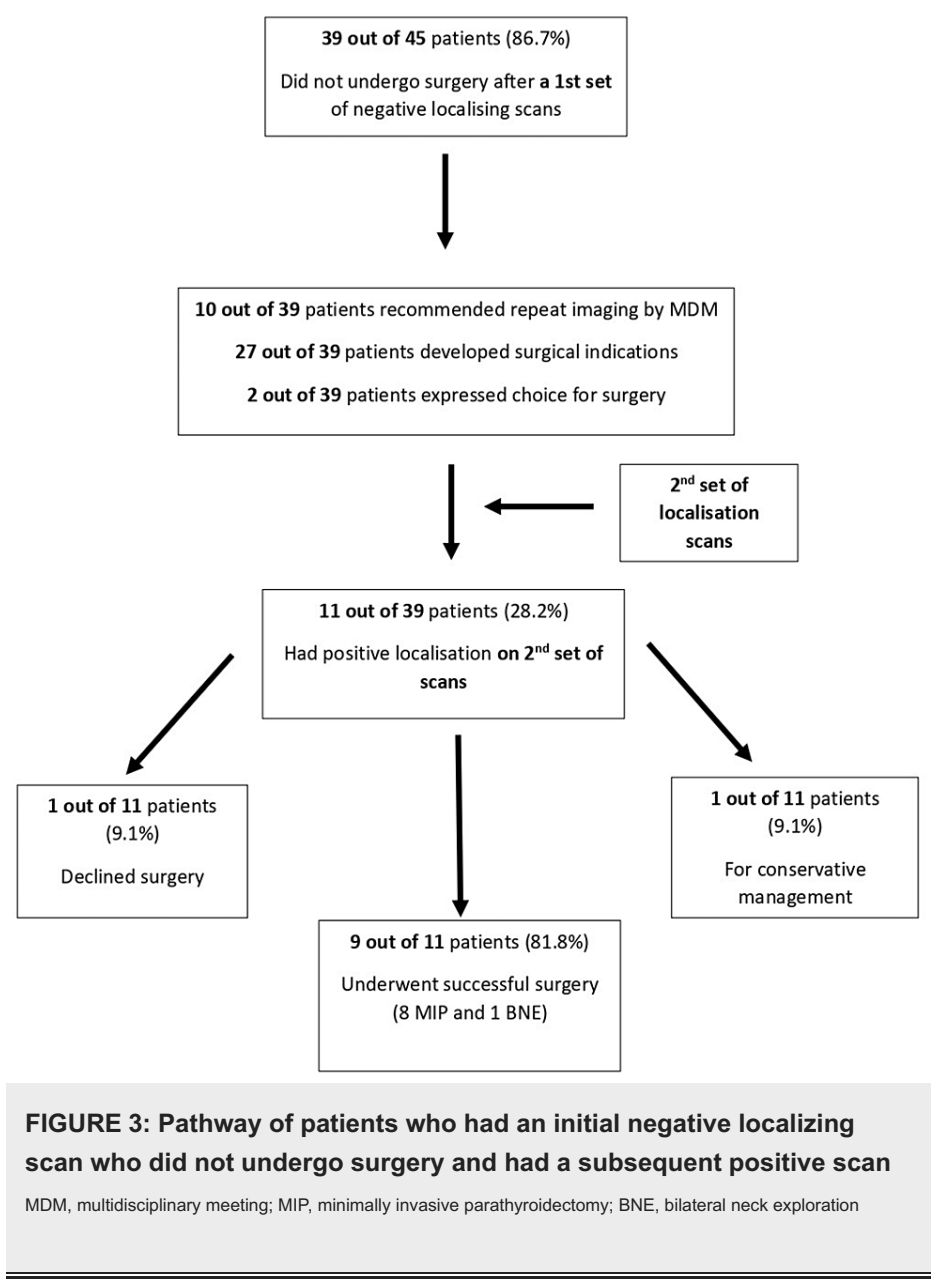 39 out of 45 patients (86.7%)
Did not undergo surgery after a 1st set
of negative localising scans
10 out of 39 patients recommended repeat imaging by MDM
27 out of 39 patients developed surgical indications
2 out of 39 patients expressed choice for surgery
2nd set of
localisation
scans
11 out of 39 patients (28.2%)
Had positive localisation on 2nd set of
scans
1 out of 11 patients
(9.1%)
Declined surgery
1 out of 11 patients
(9.1%)
For conservative
management
9 out of 11 patients (81.8%)
Underwent successful surgery
(8 MIP and 1 BNE)
FIGURE 3: Pathway of patients who had an initial negative localizing
scan who did not undergo surgery and had a subsequent positive scan
MDM, multidisciplinary meeting; MIP, minimally invasive parathyroidectomy; BNE, bilateral neck exploration